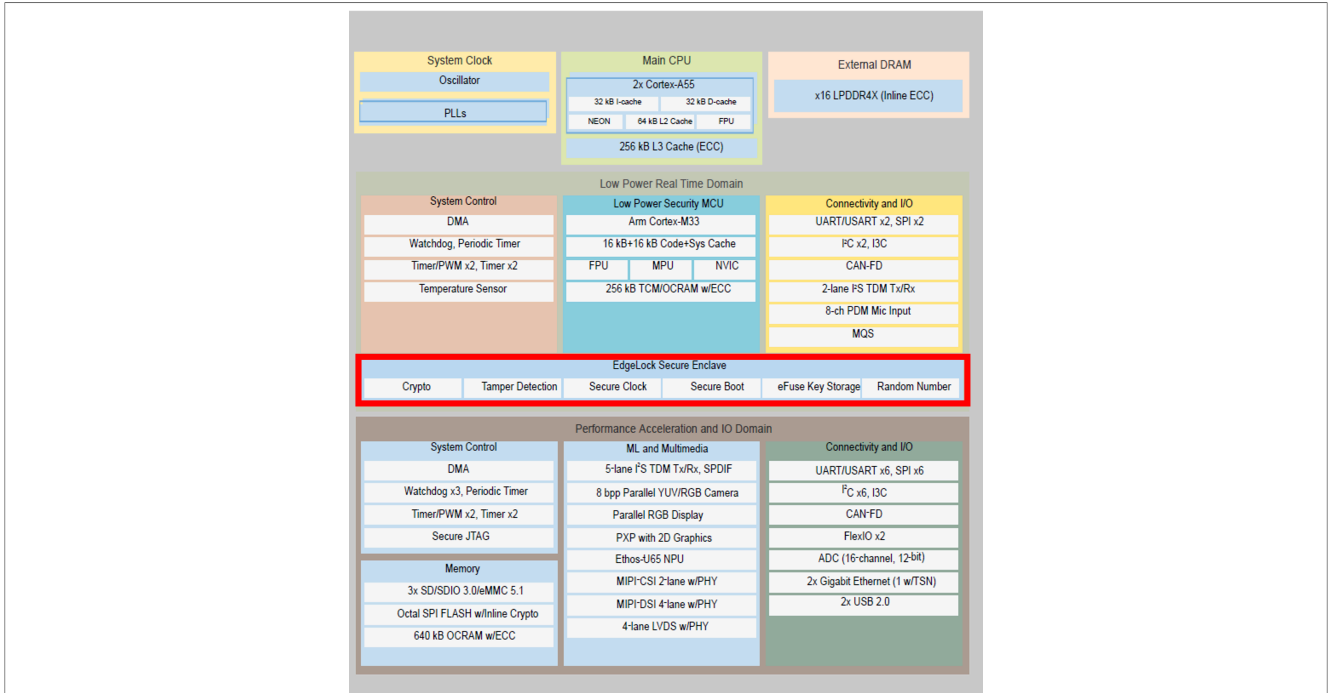 System Clock
Oscillator
PLLs
Main CPU
2x Cortex-A55
32 kB I-cache 32 kB D-cache
NEON 64 kB L2 Cache FPU
256 kB L3 Cache (ECC)
External DRAM
x16 LPDDR4X (Inline ECC)
Low Power Real Time Domain
System Control
DMA
Watchdog, Periodic Timer
Timer/PWM x2, Timer x2
Temperature Sensor
Low Power Security MCU
Arm Cortex-M33
16 kB+16 kB Code+Sys Cache
FPU MPU NVIC
256 kB TCM/OCRAM w/ECC
Connectivity and I/O
UART/USART x2, SPI x2
I²C x2, I3C
CAN-FD
2-lane I²S TDM Tx/Rx
8-ch PDM Mic Input
MQS
EdgeLock Secure Enclave
Crypto Tamper Detection Secure Clock Secure Boot eFuse Key Storage Random Number
Performance Acceleration and IO Domain
System Control
DMA
Watchdog x3, Periodic Timer
Timer/PWM x2, Timer x2
Secure JTAG
Memory
3x SD/SDIO 3.0/eMMC 5.1
Octal SPI FLASH w/Inline Crypto
640 kB OCRAM w/ECC
ML and Multimedia
5-lane I²S TDM Tx/Rx, SPDIF
8 bpp Parallel YUV/RGB Camera
Parallel RGB Display
PXP with 2D Graphics
Ethos-U65 NPU
MIPI-CSI 2-lane w/PHY
MIPI-DSI 4-lane w/PHY
4-lane LVDS w/PHY
Connectivity and I/O
UART/USART x6, SPI x6
I²C x6, I3C
CAN-FD
FlexIO x2
ADC (16-channel, 12-bit)
2x Gigabit Ethernet (1 w/TSN)
2x USB 2.0